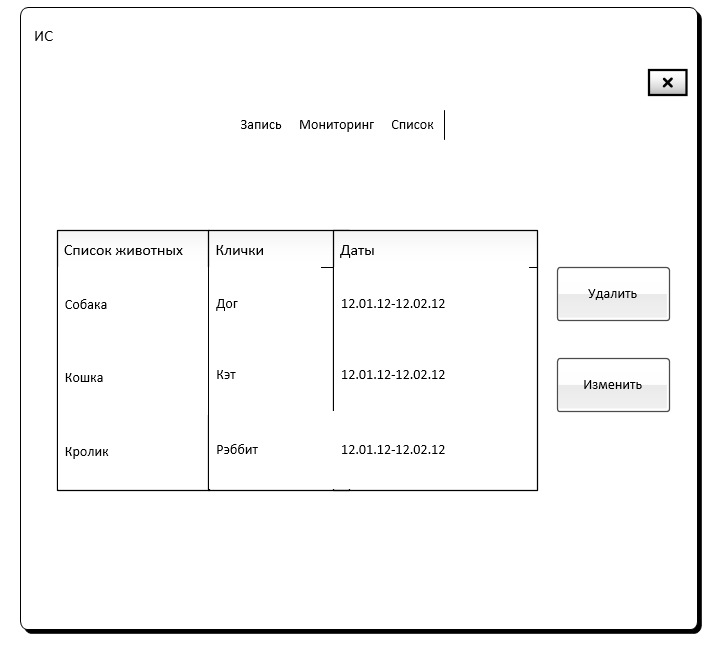 ИС
Запись Мониторинг Список
Список животных Клички Даты
Собака Дог 12.01.12-12.02.12
Удалить
Кошка Кэт 12.01.12-12.02.12
Изменить
Кролик Рэббит 12.01.12-12.02.12